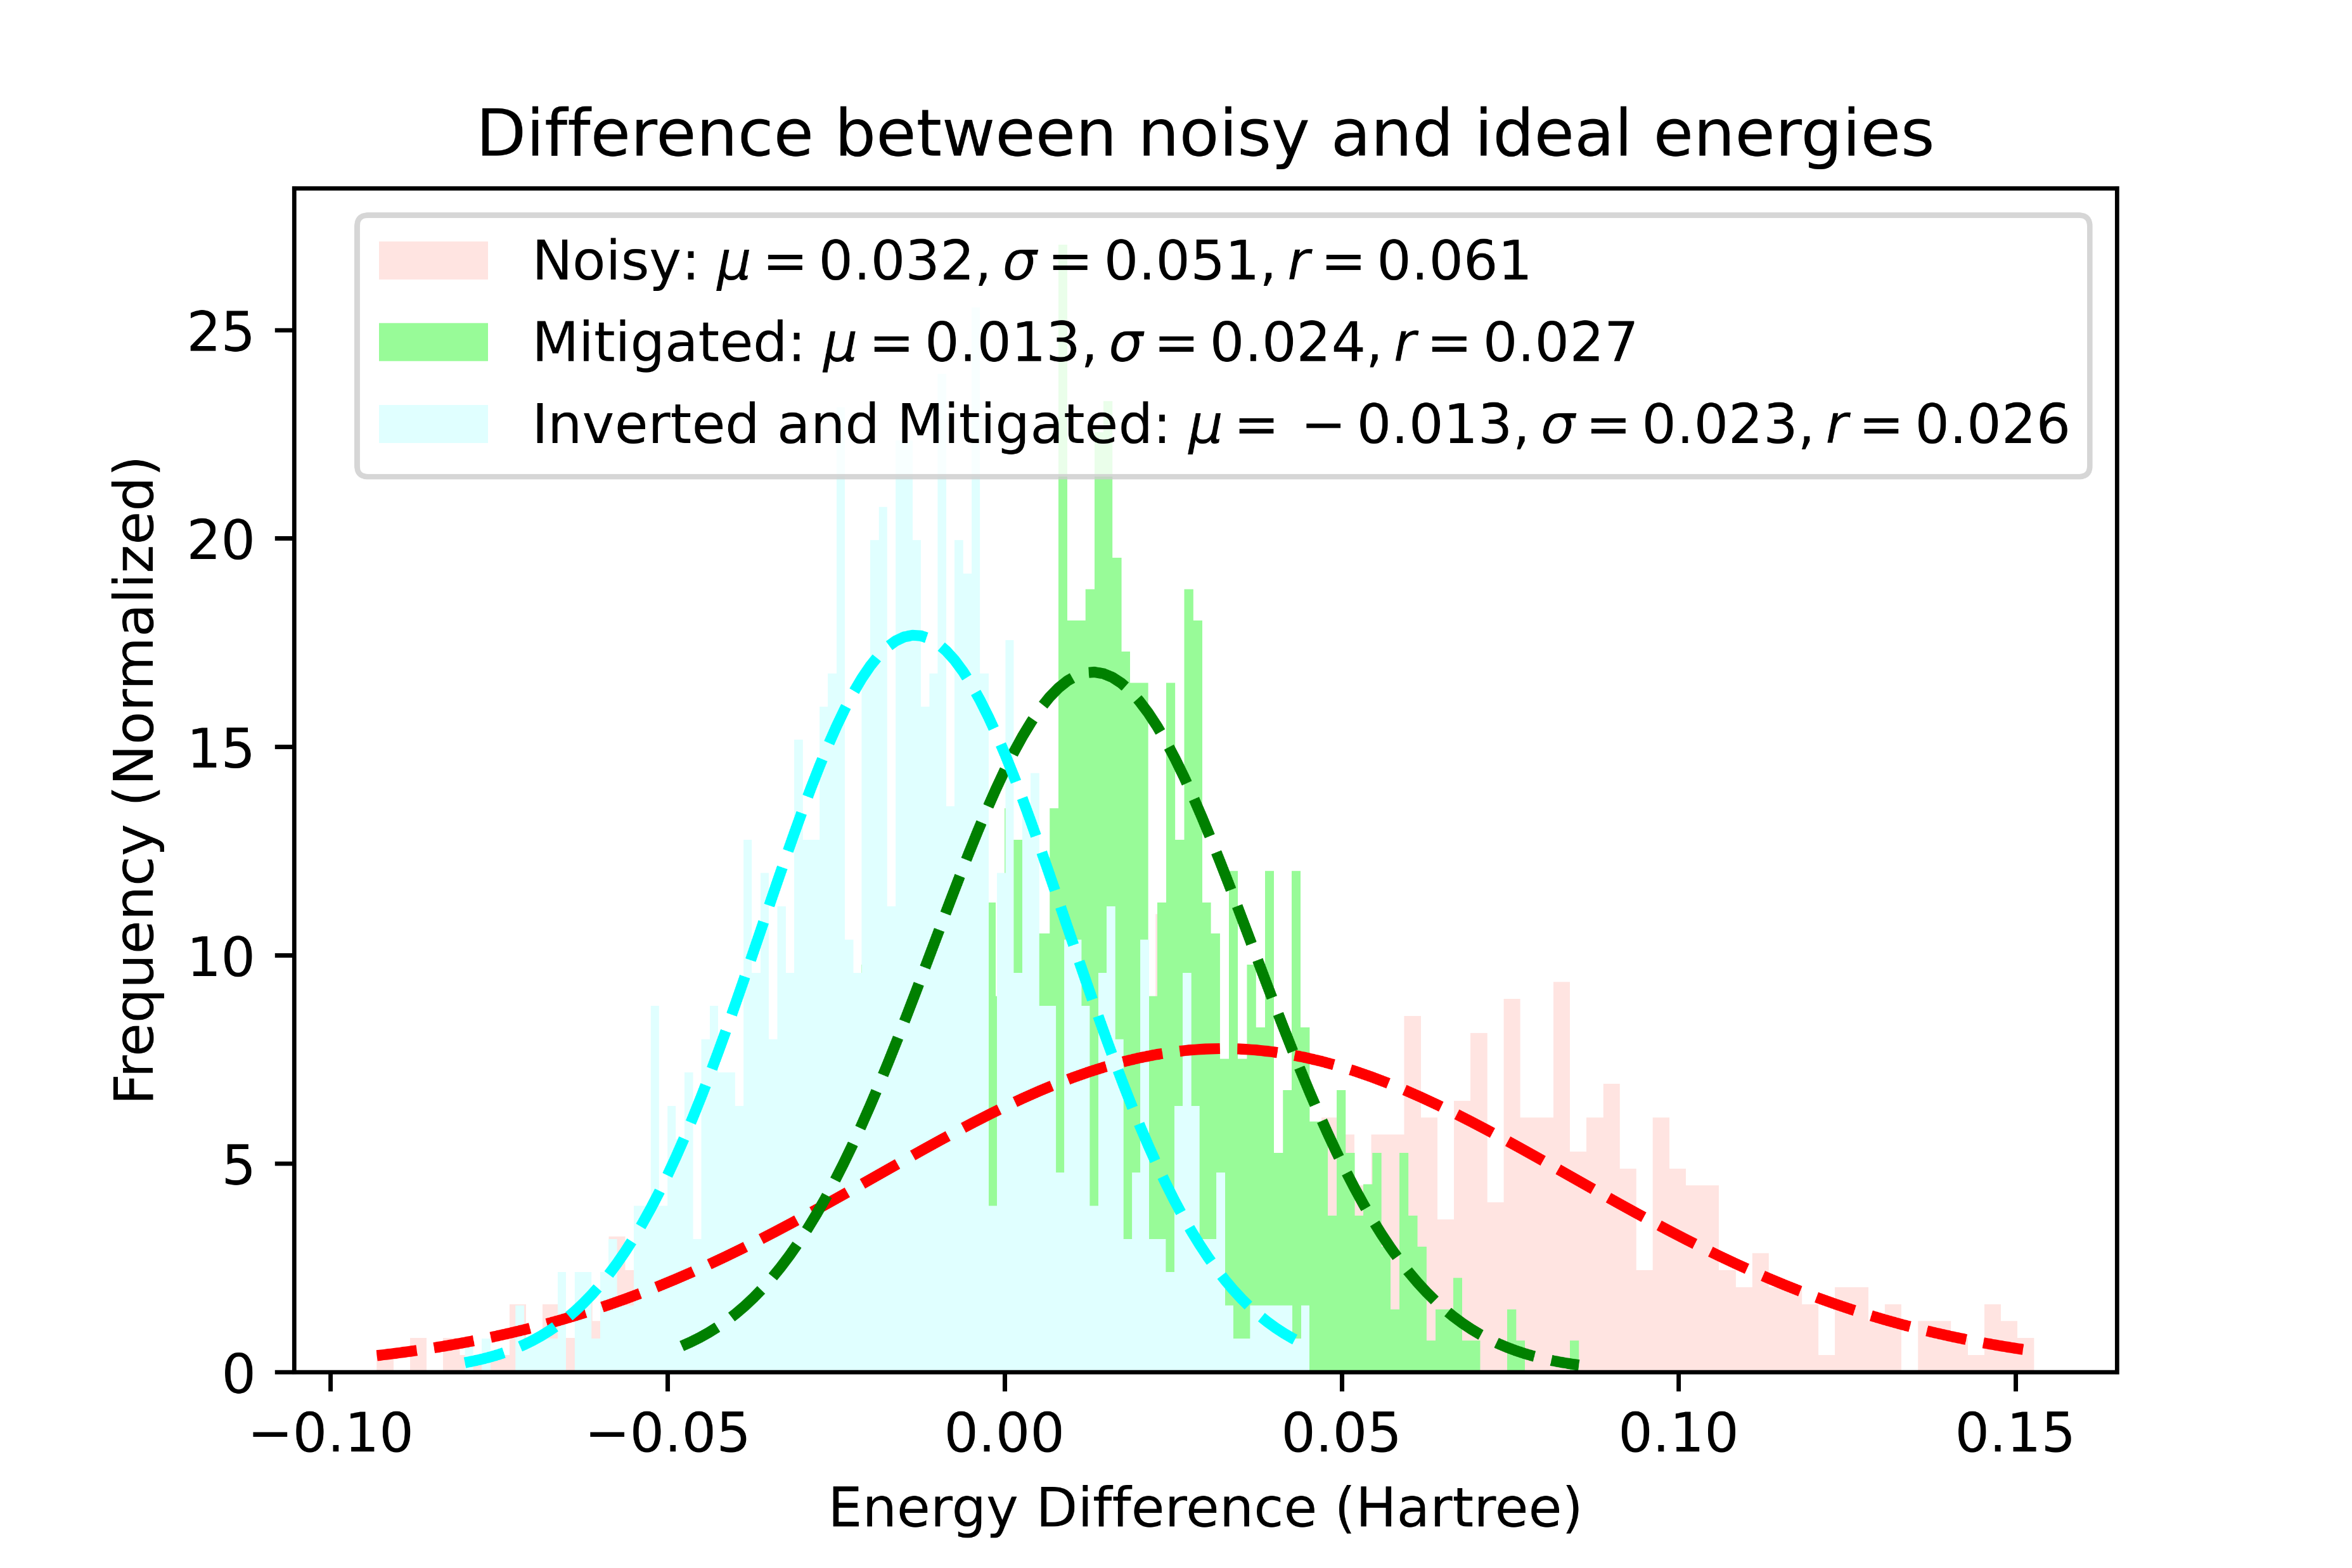 Difference between noisy and ideal energies
Noisy: μ = 0.032, σ = 0.051, r = 0.061
Mitigated: μ = 0.013, σ = 0.024, r = 0.027
Inverted and Mitigated: μ = −0.013, σ = 0.023, r = 0.026
Frequency (Normalized)
25
20
15
10
5
0
−0.10 −0.05 0.00 0.05 0.10 0.15
Energy Difference (Hartree)